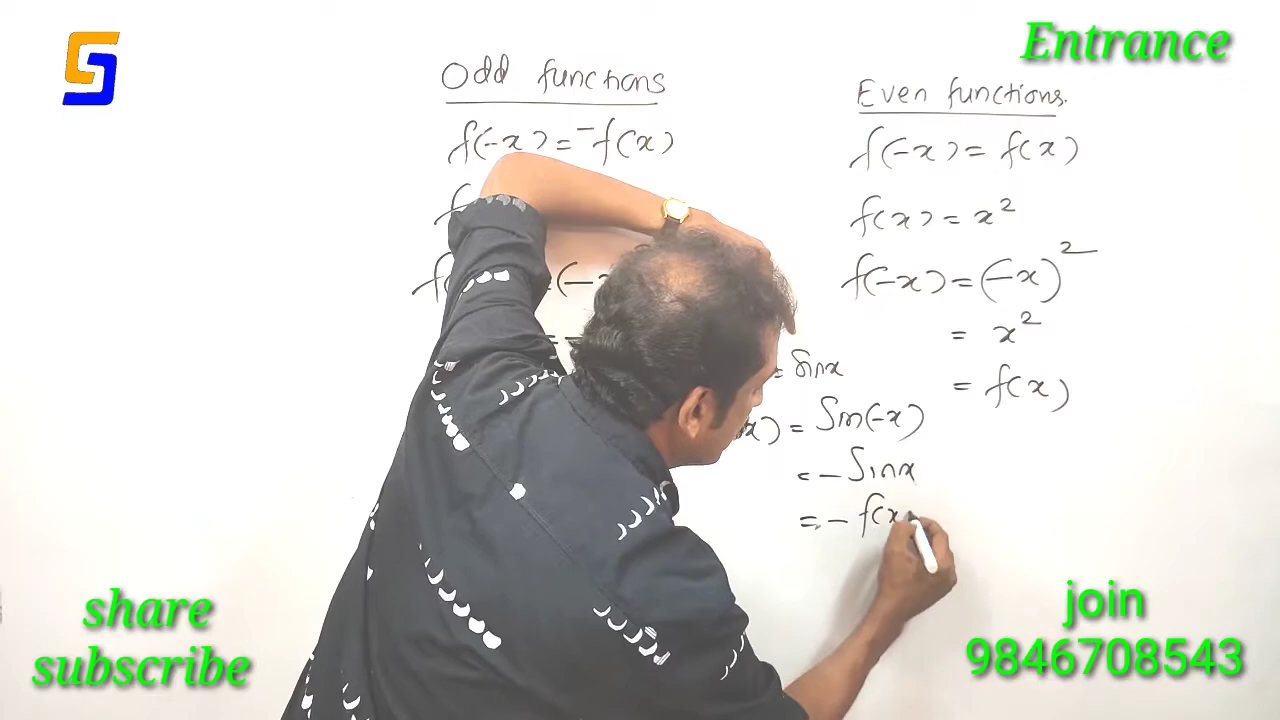 Entrance
Odd functions
f(-x) = -f(x)
f
f = (-x
= -
= sinx
x) = Sin(-x)
= - Sinx
= - f(x
Even functions.
f(-x) = f(x)
f(x) = x²
f(-x) = (-x)²
= x²
= f(x)
share
subscribe
join
9846708543